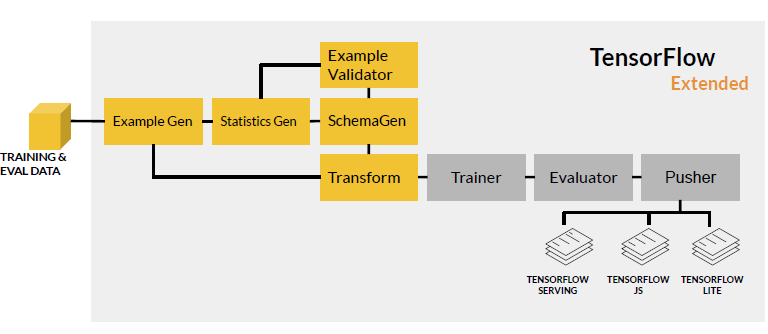 TensorFlow
Extended
Example
Validator
Example Gen
Statistics Gen
SchemaGen
TRAINING &
EVAL DATA
Transform
Trainer
Evaluator
Pusher
TENSORFLOW
SERVING
TENSORFLOW
JS
TENSORFLOW
LITE